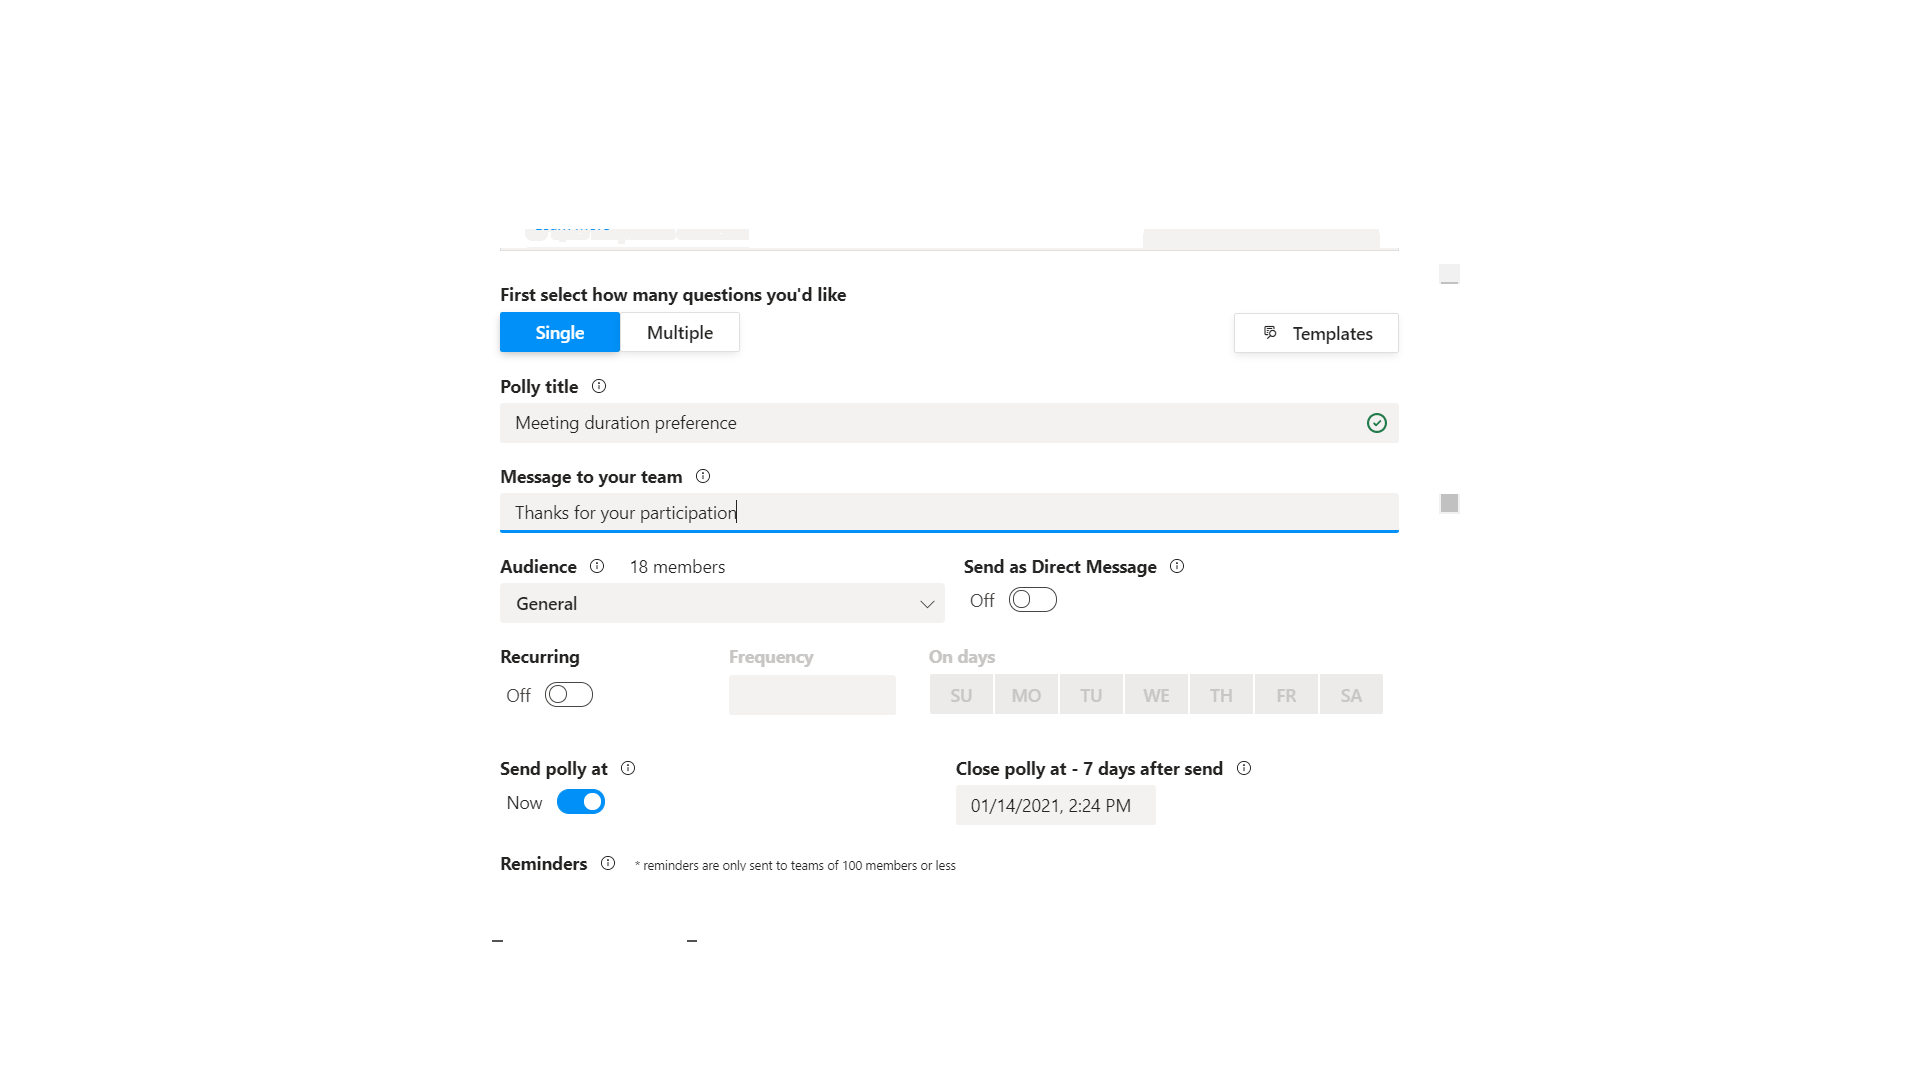 First select how many questions you'd like
Single Multiple Templates
Polly title
Meeting duration preference
Message to your team
Thanks for your participation
Audience 18 members Send as Direct Message
General Off
Recurring Frequency On days
Off SU MO TU WE TH FR SA
Send polly at Close polly at - 7 days after send
Now 01/14/2021, 2:24 PM
Reminders * reminders are only sent to teams of 100 members or less